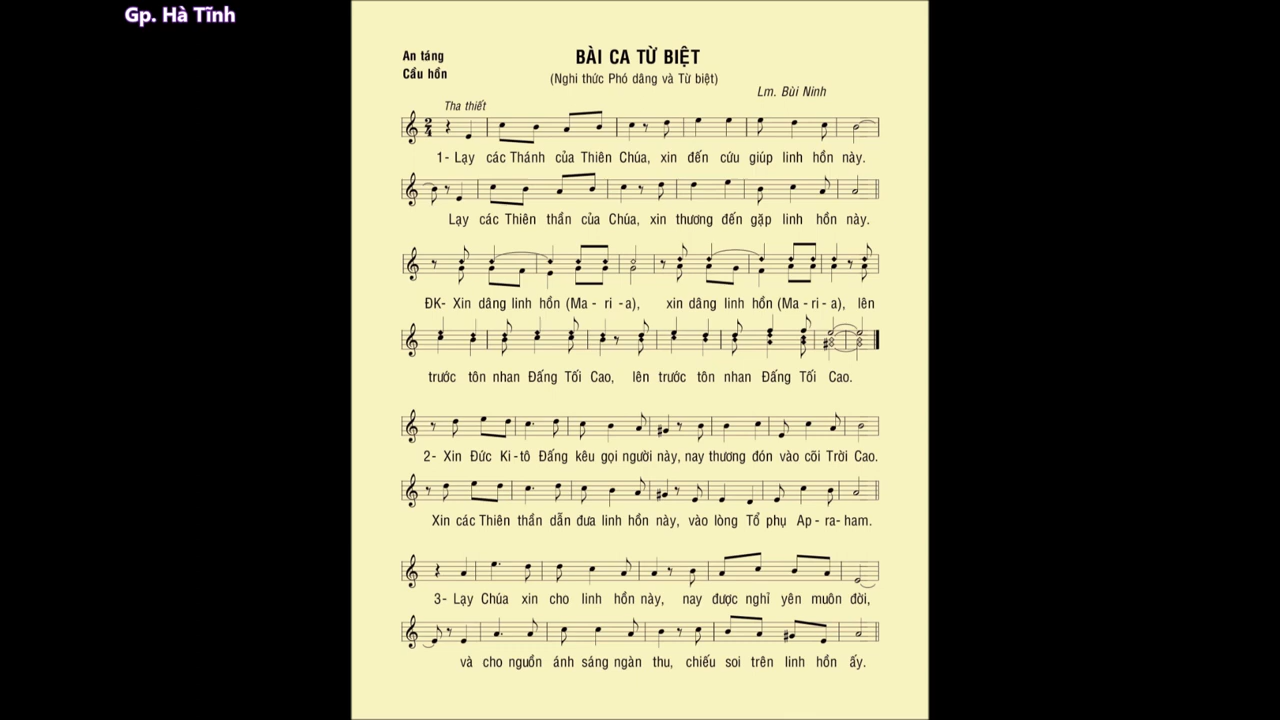 Gp. Hà Tĩnh
An táng
Cầu hồn
BÀI CA TỪ BIỆT
(Nghi thức Phó dâng và Từ biệt)
Lm. Bùi Ninh
Tha thiết
2
4
1- Lạy các Thánh của Thiên Chúa, xin đến cứu giúp linh hồn này.
Lạy các Thiên thần của Chúa, xin thương đến gặp linh hồn này.
ĐK- Xin dâng linh hồn (Ma - ri - a), xin dâng linh hồn (Ma - ri - a), lên
trước tôn nhan Đấng Tối Cao, lên trước tôn nhan Đấng Tối Cao.
2- Xin Đức Ki-tô Đấng kêu gọi người này, nay thương đón vào cõi Trời Cao.
Xin các Thiên thần dẫn đưa linh hồn này, vào lòng Tổ phụ Ap - ra- ham.
3- Lạy Chúa xin cho linh hồn này, nay được nghỉ yên muôn đời,
và cho nguồn ánh sáng ngàn thu, chiếu soi trên linh hồn ấy.